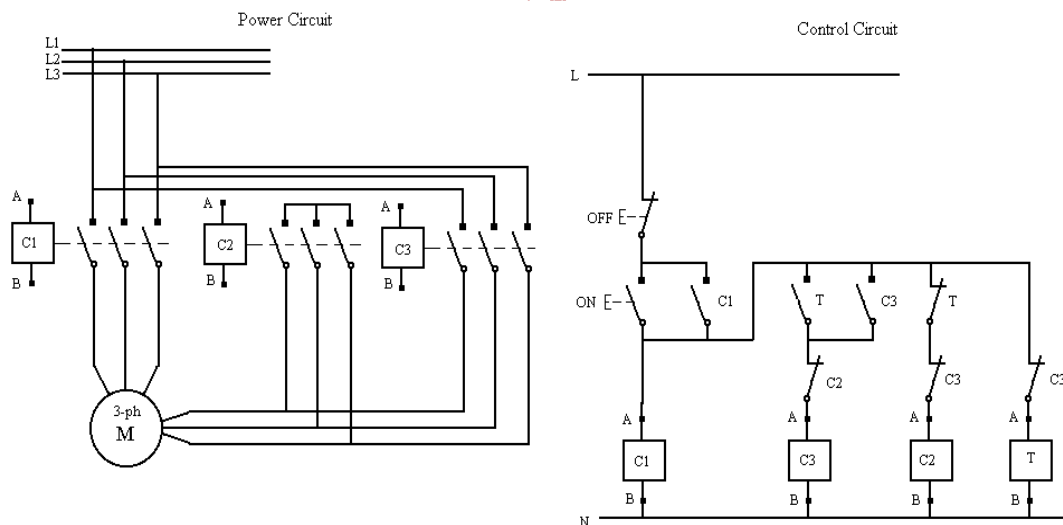 Power Circuit
Control Circuit
L1
L2
L3
L
A
A
A
C1
C2
C3
B
B
B
OFF
ON
C1
T
C3
T
C2
C3
C3
3-ph
M
A
A
A
A
C1
C3
C2
T
B
B
B
B
N